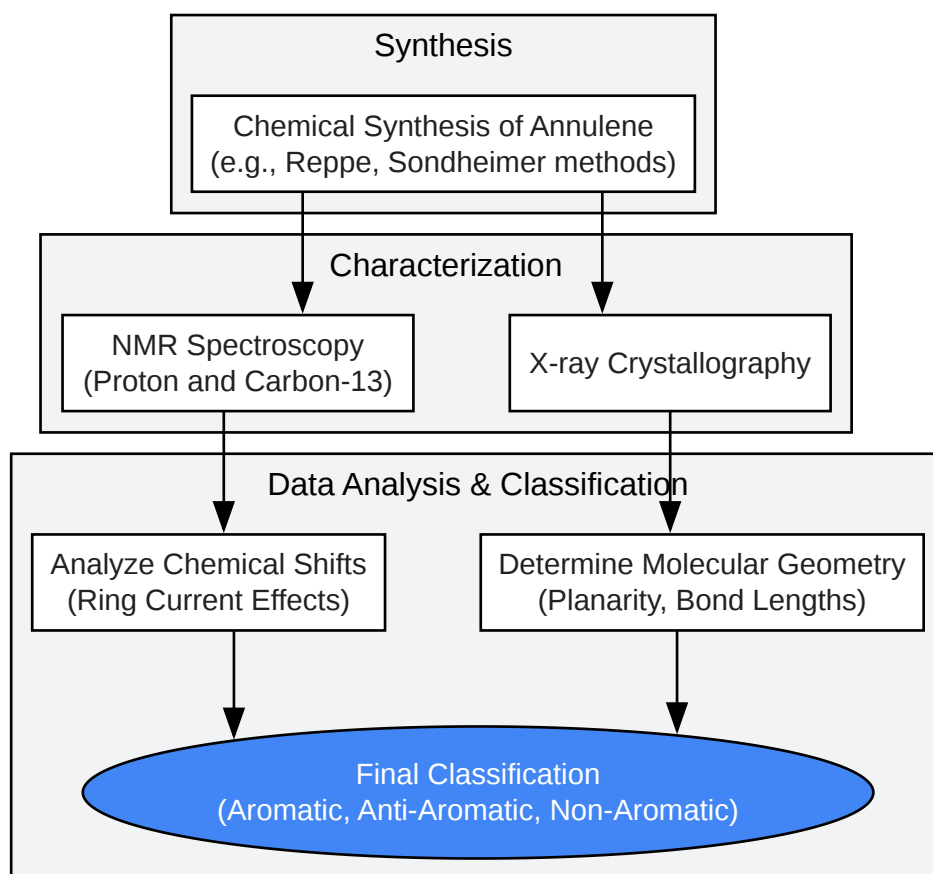 Synthesis
Chemical Synthesis of Annulene
(e.g., Reppe, Sondheimer methods)
Characterization
NMR Spectroscopy
(Proton and Carbon-13)
X-ray Crystallography
Data Analysis & Classification
Analyze Chemical Shifts
(Ring Current Effects)
Determine Molecular Geometry
(Planarity, Bond Lengths)
Final Classification
(Aromatic, Anti-Aromatic, Non-Aromatic)